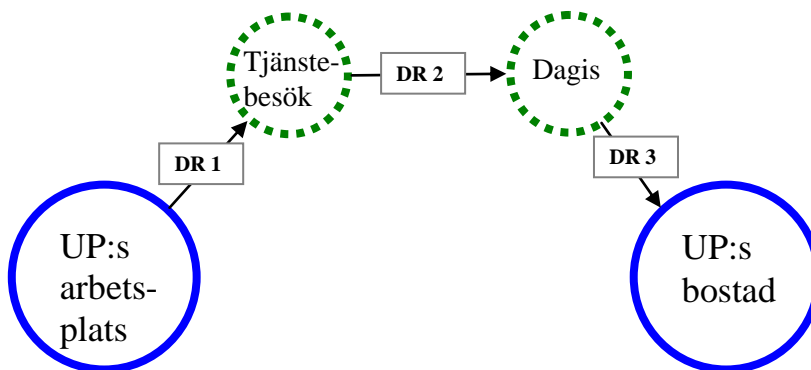 Tjänste-
besök
DR 2
Dagis
DR 1
DR 3
UP:s
arbets-
plats
UP:s
bostad